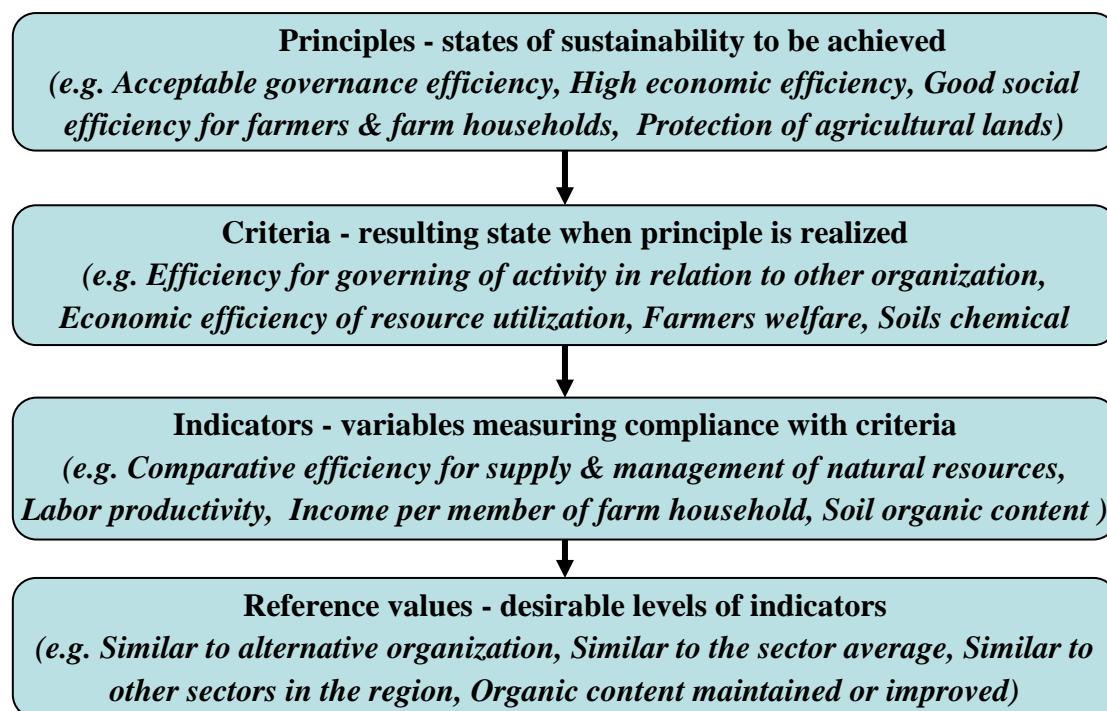 Principles - states of sustainability to be achieved
(e.g. Acceptable governance efficiency, High economic efficiency, Good social
efficiency for farmers & farm households, Protection of agricultural lands)
Criteria - resulting state when principle is realized
(e.g. Efficiency for governing of activity in relation to other organization,
Economic efficiency of resource utilization, Farmers welfare, Soils chemical
Indicators - variables measuring compliance with criteria
(e.g. Comparative efficiency for supply & management of natural resources,
Labor productivity, Income per member of farm household, Soil organic content )
Reference values - desirable levels of indicators
(e.g. Similar to alternative organization, Similar to the sector average, Similar to
other sectors in the region, Organic content maintained or improved)